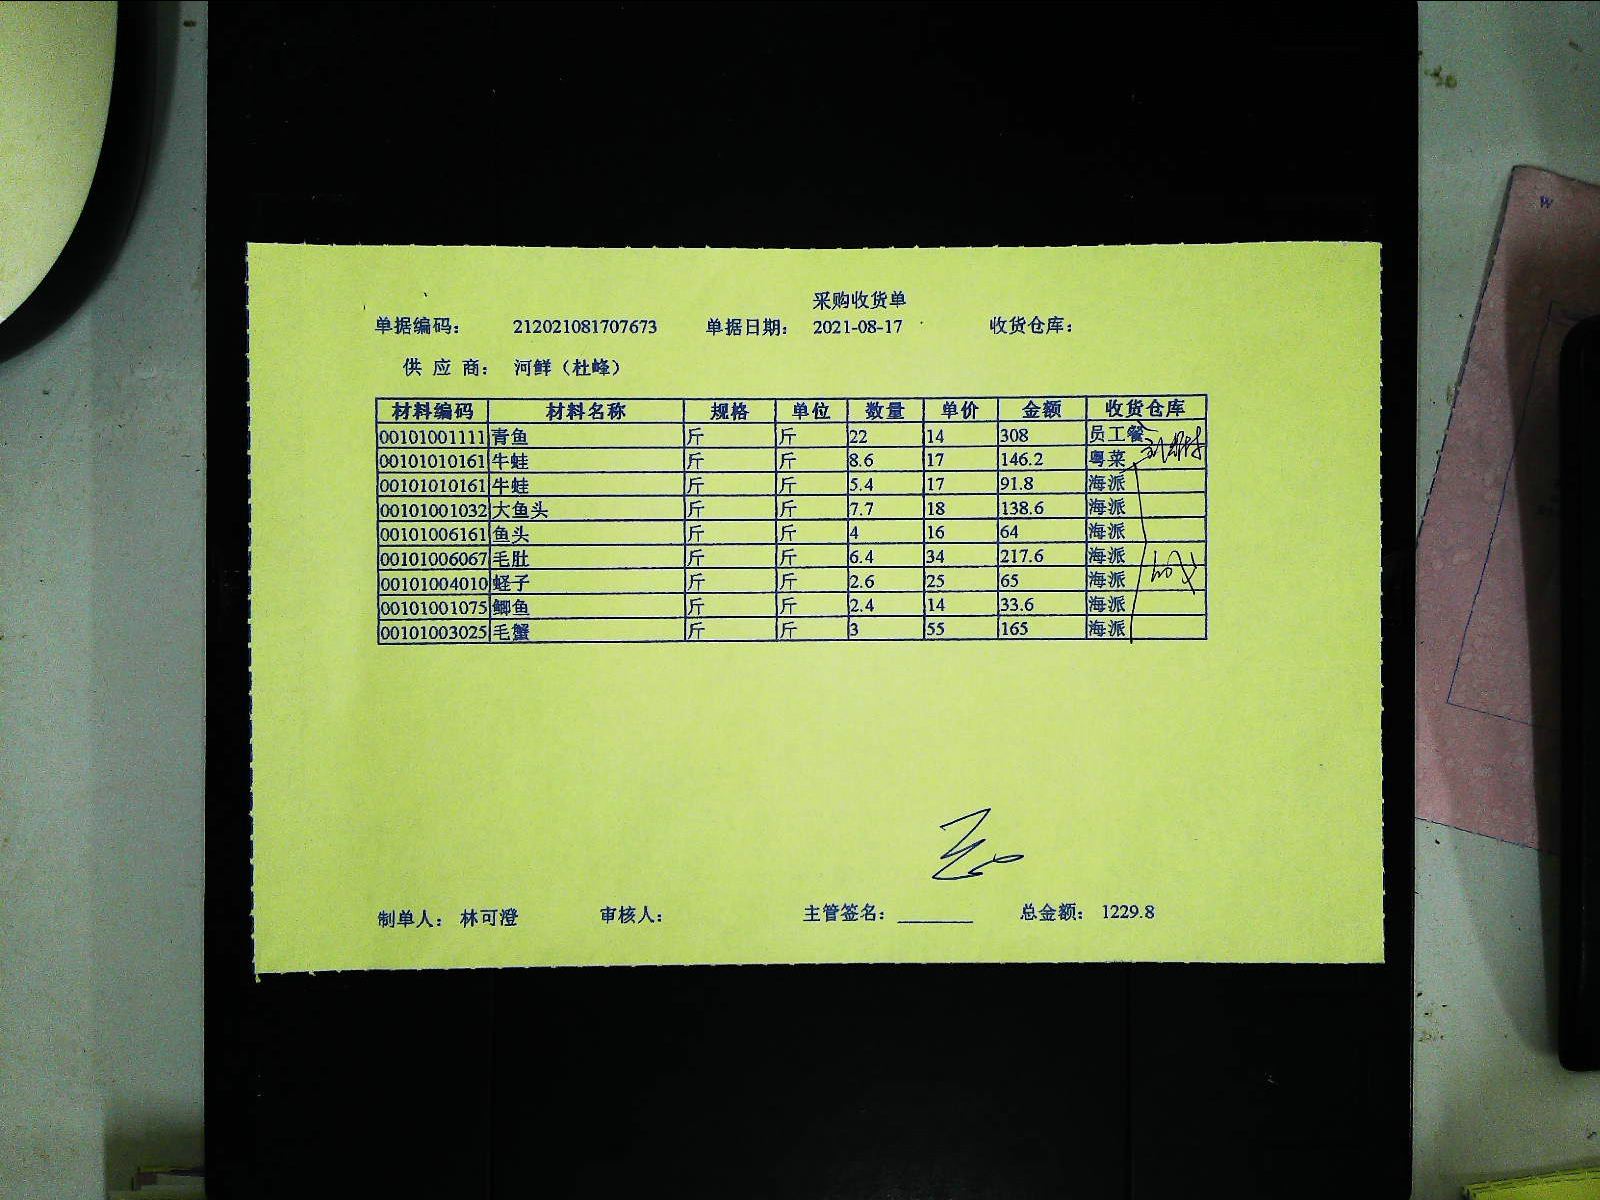 采购收货单
单据编码： 212021081707673 单据日期： 2021-08-17 收货仓库：
供 应 商： 河鲜（杜峰）
材料编码 材料名称 规格 单位 数量 单价 金额 收货仓库
00101001111 青鱼 斤 斤 22 14 308 员工餐
00101010161 牛蛙 斤 斤 8.6 17 146.2 粤菜
00101010161 牛蛙 斤 斤 5.4 17 91.8 海派
00101001032 大鱼头 斤 斤 7.7 18 138.6 海派
00101006161 鱼头 斤 斤 4 16 64 海派
00101006067 毛肚 斤 斤 6.4 34 217.6 海派
00101004010 蛏子 斤 斤 2.6 25 65 海派
00101001075 鲫鱼 斤 斤 2.4 14 33.6 海派
00101003025 毛蟹 斤 斤 3 55 165 海派
制单人： 林可澄 审核人： 主管签名： 总金额： 1229.8